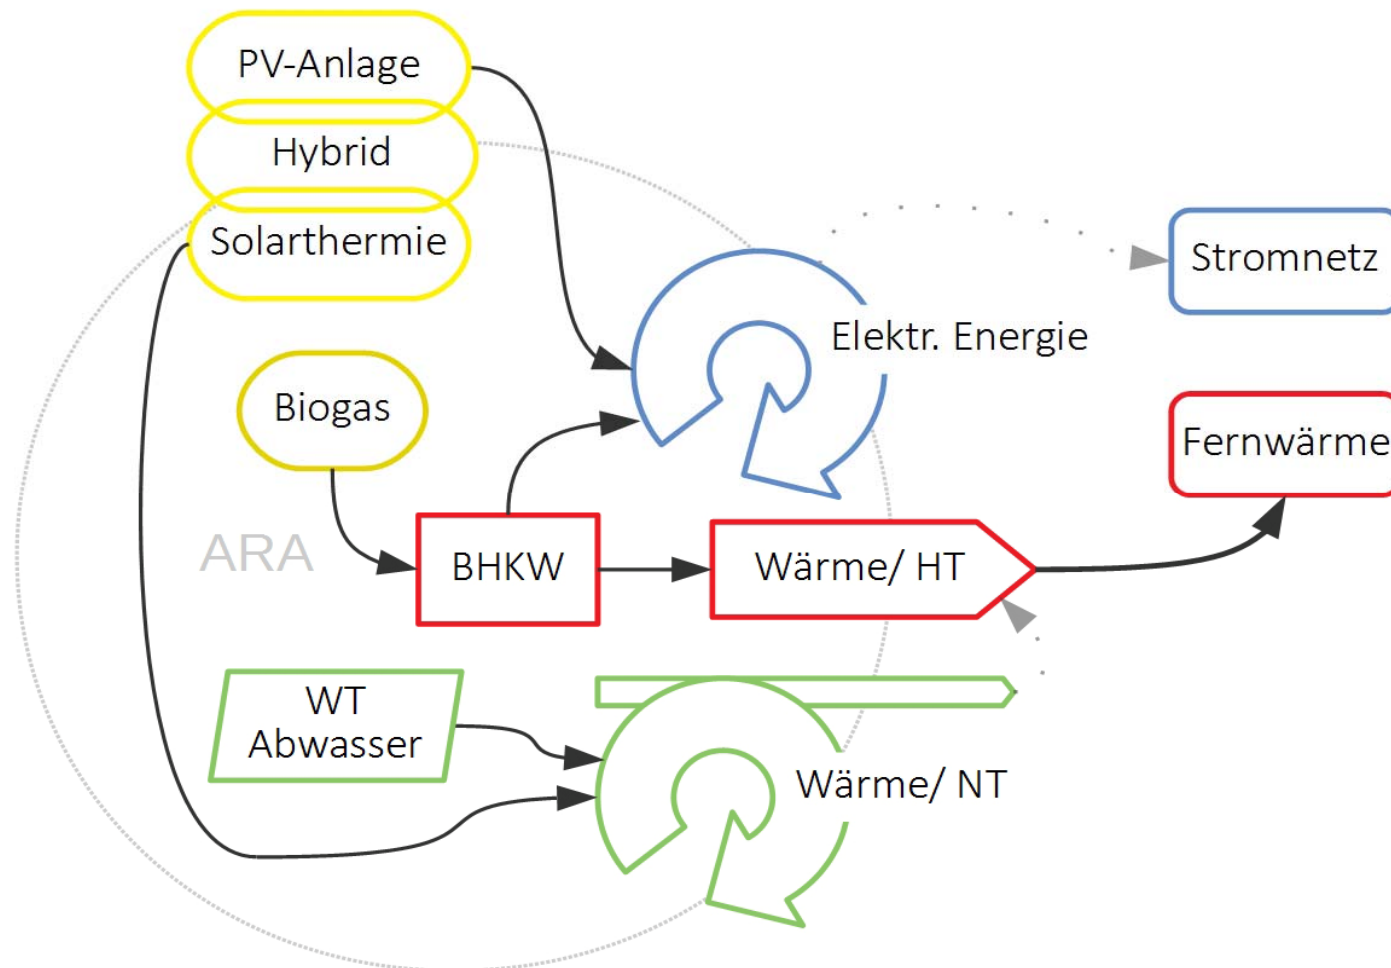 PV-Anlage
Hybrid
Solarthermie
Stromnetz
Elektr. Energie
Biogas
Fernwärme
ARA
BHKW
Wärme/ HT
WT
Abwasser
Wärme/ NT